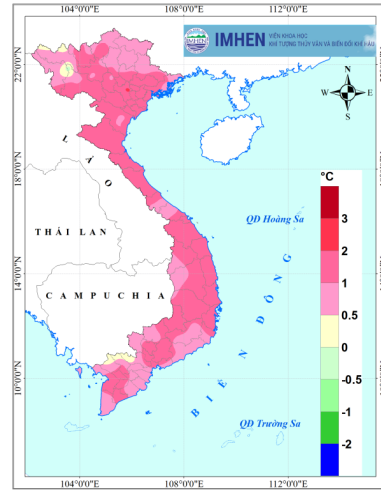 104°0'0"E 108°0'0"E 112°0'0"E
IMHEN VIỆN KHOA HỌC
KHÍ TƯỢNG THỦY VĂN VÀ BIẾN ĐỔI KHÍ HẬU
22°0'0"N
N
W E
S
LÀO
18°0'0"N
°C
3
2
1
0.5
0
-0.5
-1
-2
QĐ Hoàng Sa
THÁI LAN
14°0'0"N
CAMPUCHIA
BIỂN ĐÔNG
10°0'0"N
QĐ Trường Sa
104°0'0"E 108°0'0"E 112°0'0"E